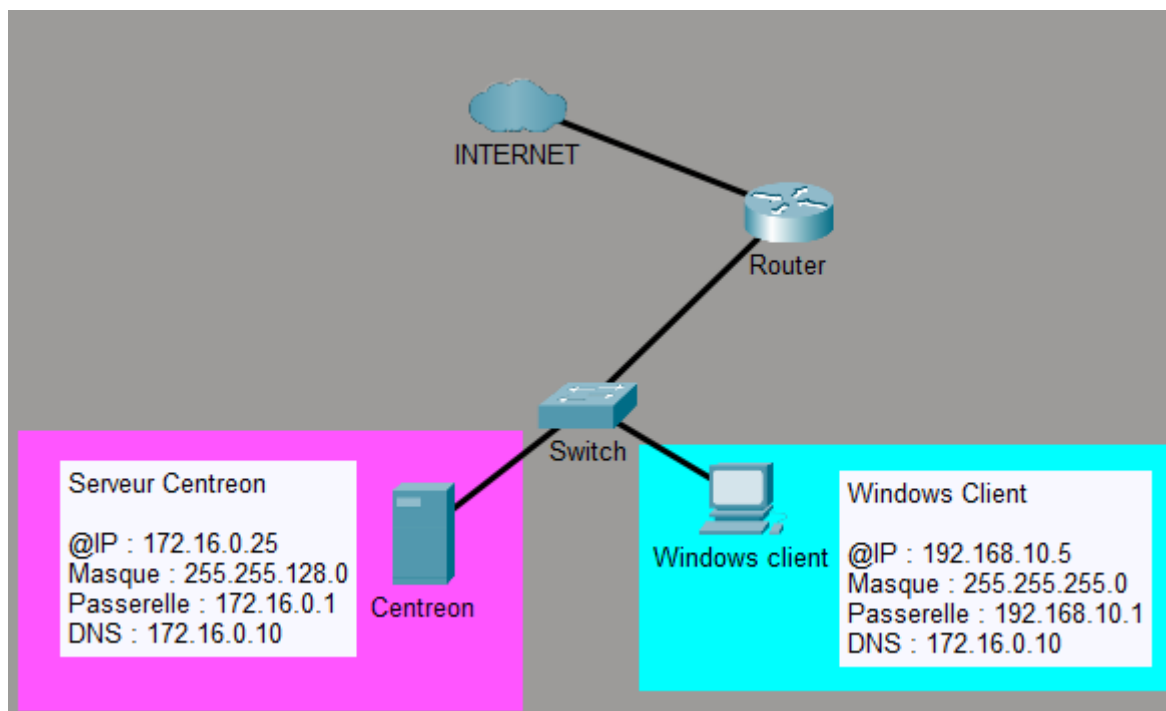 INTERNET
Router
Switch
Serveur Centreon
@IP : 172.16.0.25
Masque : 255.255.128.0
Passerelle : 172.16.0.1
DNS : 172.16.0.10
Centreon
Windows client
Windows Client
@IP : 192.168.10.5
Masque : 255.255.255.0
Passerelle : 192.168.10.1
DNS : 172.16.0.10